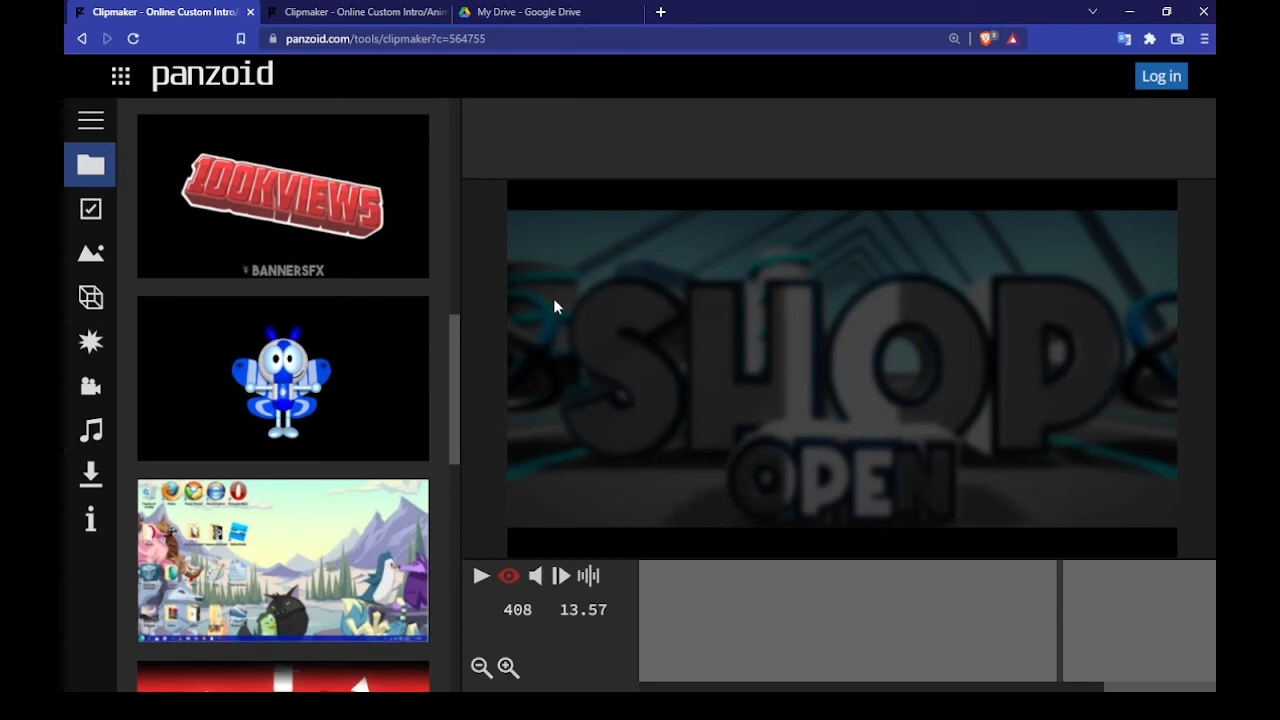 Clipmaker - Online Custom Intro/
Clipmaker - Online Custom Intro/Anim
My Drive - Google Drive
panzoid.com/tools/clipmaker?c=564755
panzoid
Log in
100KVIEWS
BANNERSFX
SHOP
OPEN
408 13.57